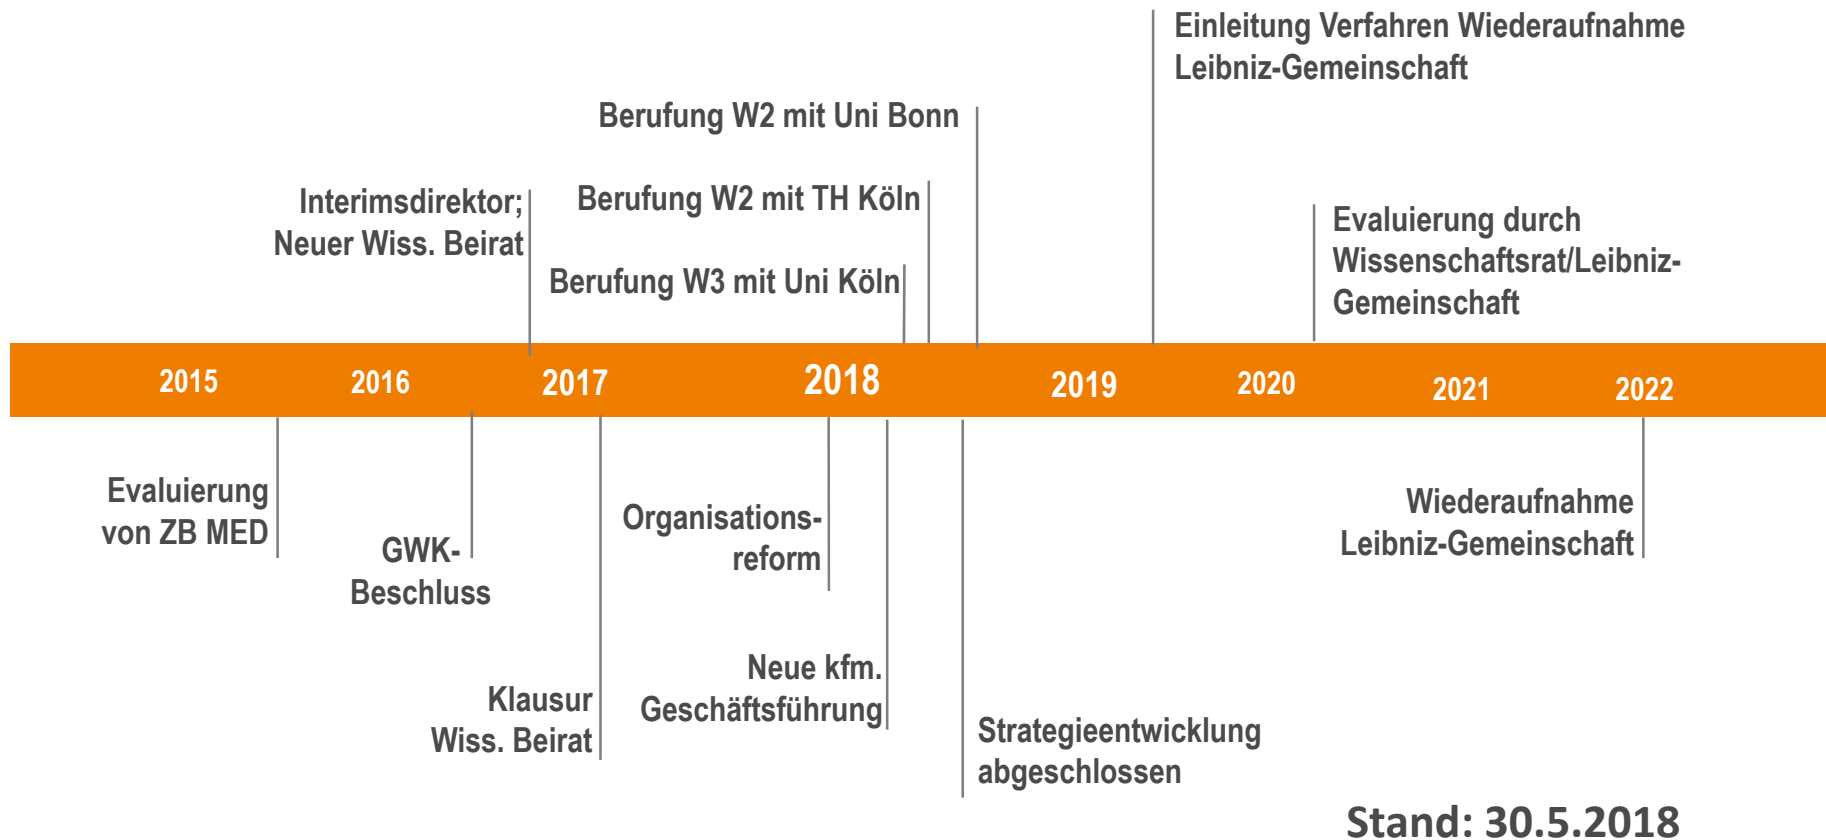 Einleitung Verfahren Wiederaufnahme
Leibniz-Gemeinschaft
Berufung W2 mit Uni Bonn
Interimsdirektor;
Neuer Wiss. Beirat
Berufung W2 mit TH Köln
Berufung W3 mit Uni Köln
Evaluierung durch
Wissenschaftsrat/Leibniz-
Gemeinschaft
2015
2016
2017
2018
2019
2020
2021
2022
Evaluierung
von ZB MED
GWK-
Beschluss
Klausur
Wiss. Beirat
Organisations-
reform
Neue kfm.
Geschäftsführung
Strategieentwicklung
abgeschlossen
Wiederaufnahme
Leibniz-Gemeinschaft
Stand: 30.5.2018